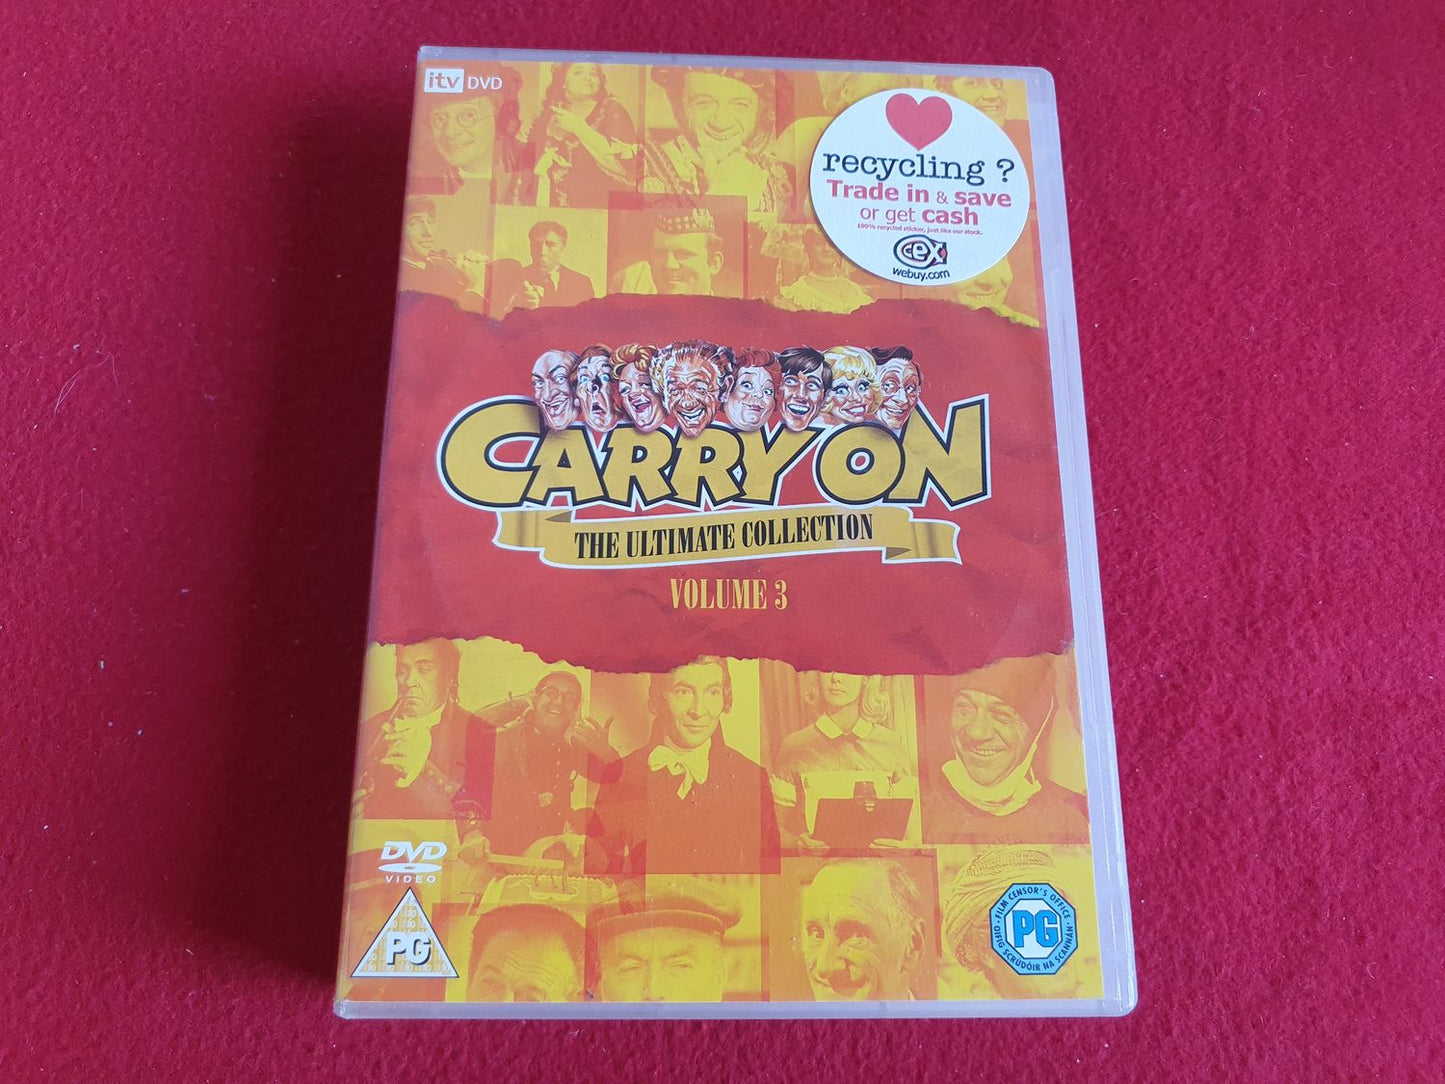 itv DVD
recycling ?
Trade in & save
or get cash
100% recycled sticker, just like our stock.
cex
webuy.com
CARRY ON
THE ULTIMATE COLLECTION
VOLUME 3
DVD
VIDEO
PG
FILM CENSOR'S OFFICE
PG
OIFIG SCRÚDÓIR NA SCANNÁN